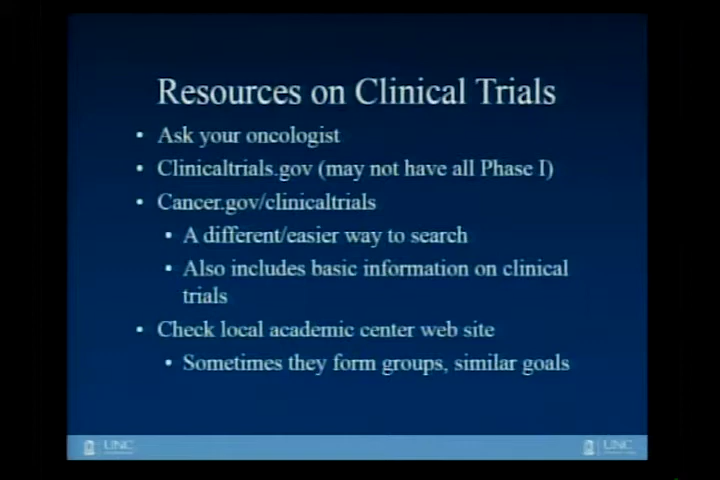 Resources on Clinical Trials
• Ask your oncologist
• Clinicaltrials.gov (may not have all Phase I)
• Cancer.gov/clinicaltrials
• A different/easier way to search
• Also includes basic information on clinical
trials
• Check local academic center web site
• Sometimes they form groups, similar goals
UNC
UNC